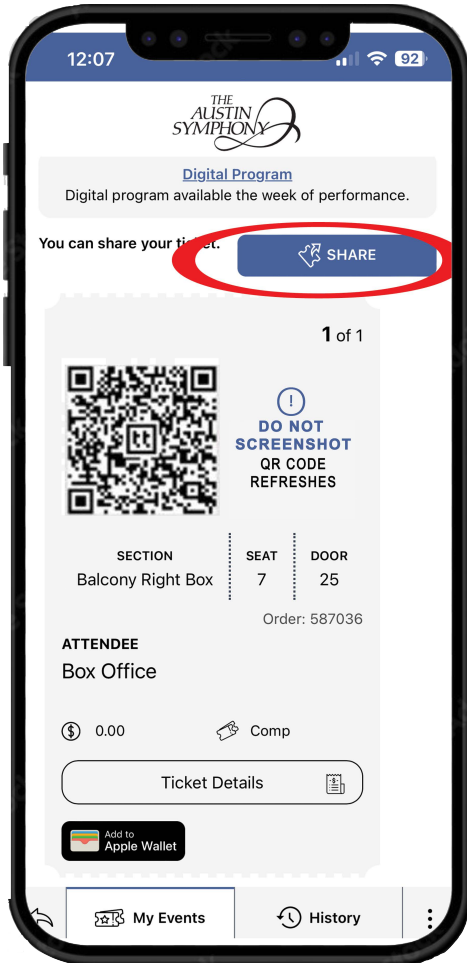 12:07
92
THE
AUSTIN
SYMPHONY
Digital Program
Digital program available the week of performance.
You can share your ticket.
SHARE
1 of 1
tt
!
DO NOT
SCREENSHOT
QR CODE
REFRESHES
SECTION SEAT DOOR
Balcony Right Box 7 25
Order: 587036
ATTENDEE
Box Office
$ 0.00 Comp
Ticket Details
Add to
Apple Wallet
My Events History